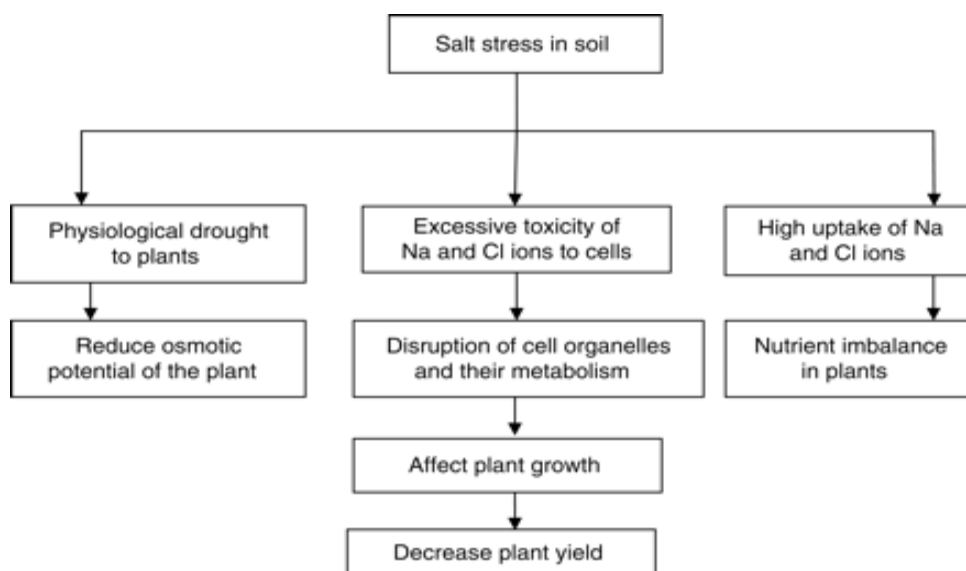 Salt stress in soil
Physiological drought
to plants
Excessive toxicity of
Na and Cl ions to cells
High uptake of Na
and Cl ions
Reduce osmotic
potential of the plant
Disruption of cell organelles
and their metabolism
Nutrient imbalance
in plants
Affect plant growth
Decrease plant yield